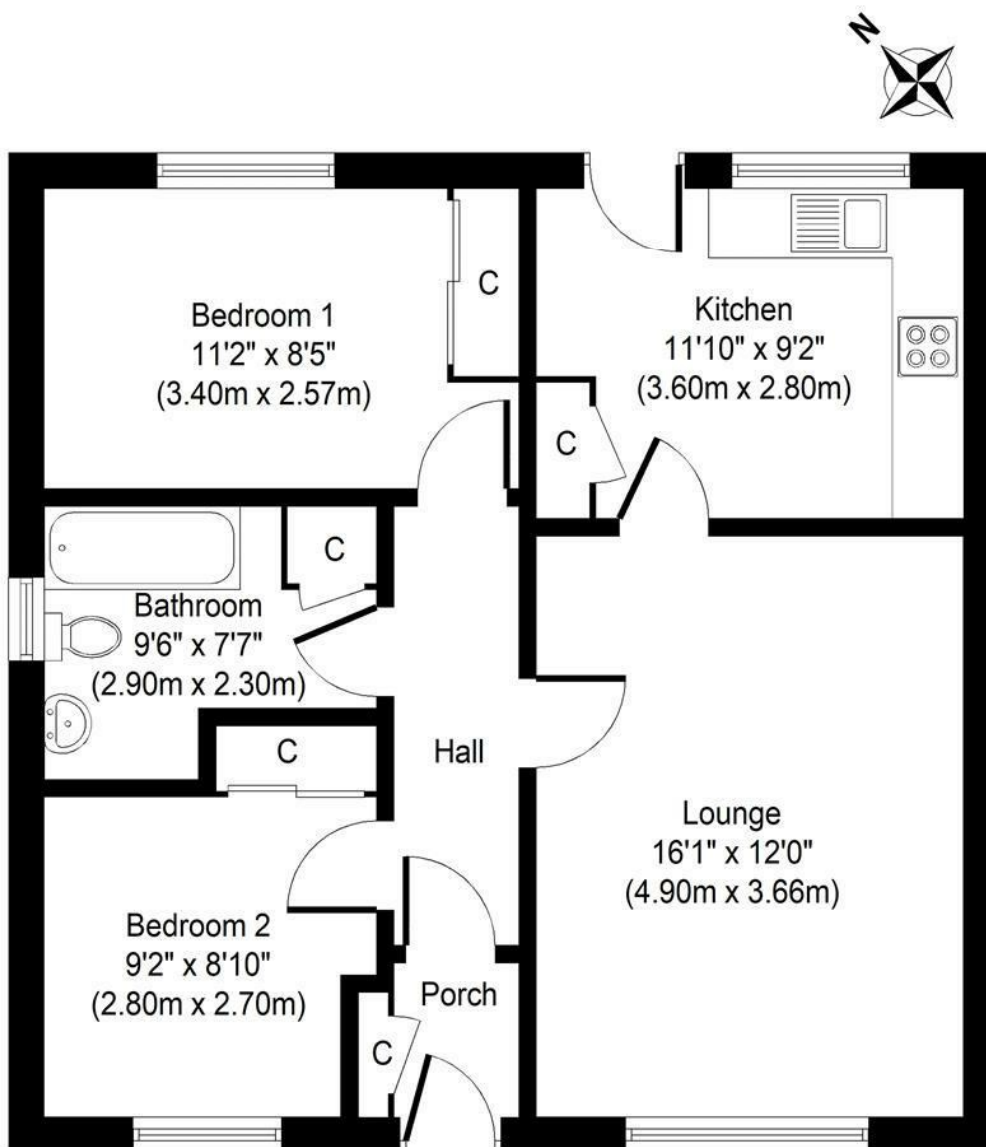 N
Bedroom 1
11'2" x 8'5"
(3.40m x 2.57m)
C
Kitchen
11'10" x 9'2"
(3.60m x 2.80m)
C
C
Bathroom
9'6" x 7'7"
(2.90m x 2.30m)
C
Hall
Lounge
16'1" x 12'0"
(4.90m x 3.66m)
Bedroom 2
9'2" x 8'10"
(2.80m x 2.70m)
Porch
C